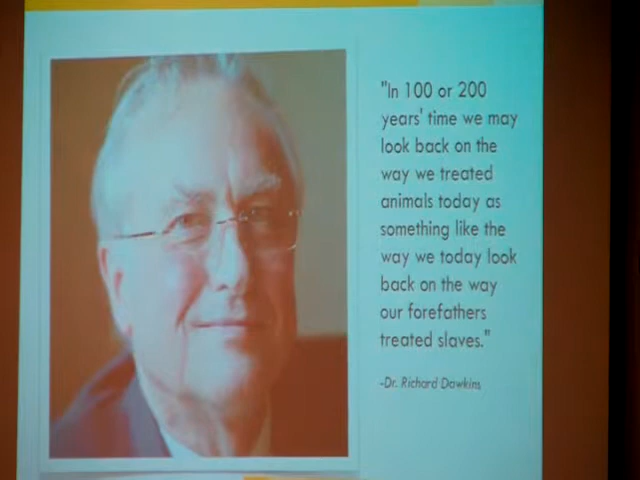 "In 100 or 200
years' time we may
look back on the
way we treated
animals today as
something like the
way we today look
back on the way
our forefathers
treated slaves."
-Dr. Richard Dawkins